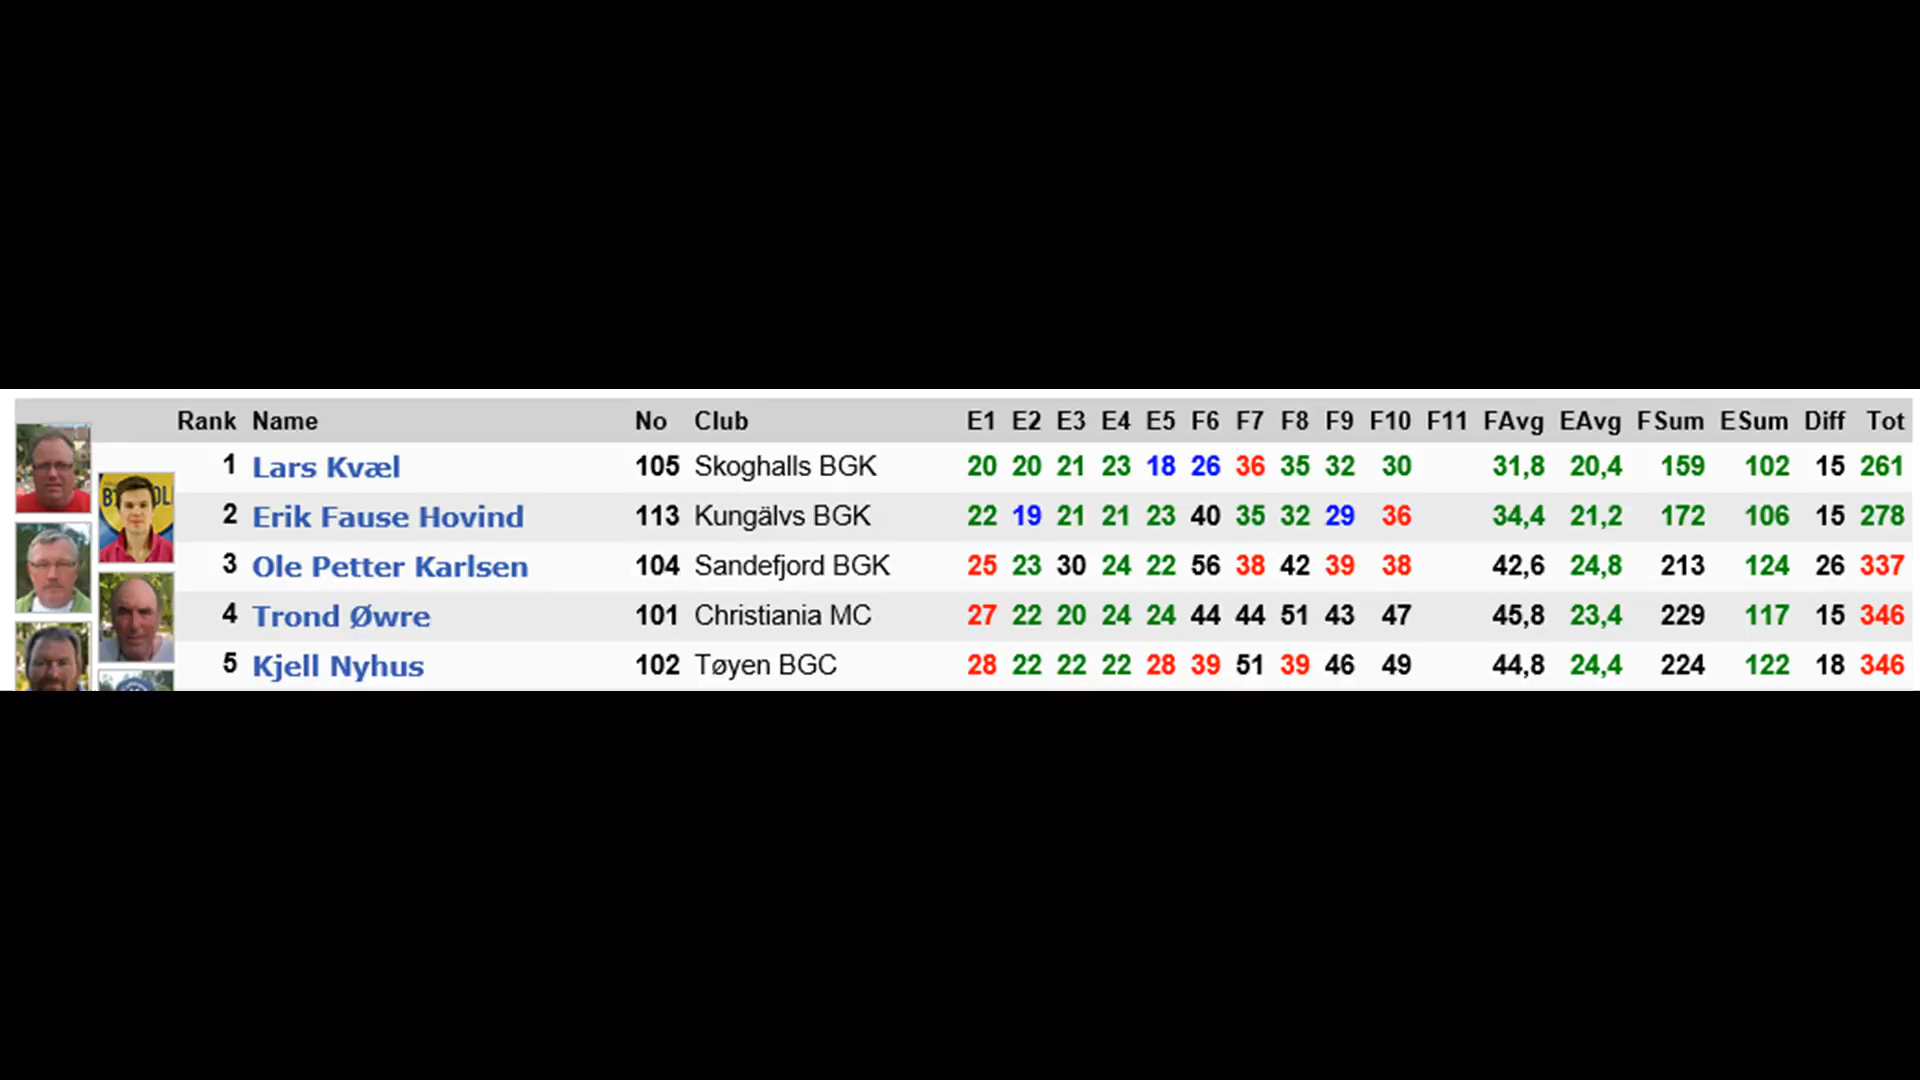 Rank Name No Club E1 E2 E3 E4 E5 F6 F7 F8 F9 F10 F11 FAvg EAvg FSum ESum Diff Tot
1 Lars Kvæl 105 Skoghalls BGK 20 20 21 23 18 26 36 35 32 30 31,8 20,4 159 102 15 261
2 Erik Fause Hovind 113 Kungälvs BGK 22 19 21 21 23 40 35 32 29 36 34,4 21,2 172 106 15 278
3 Ole Petter Karlsen 104 Sandefjord BGK 25 23 30 24 22 56 38 42 39 38 42,6 24,8 213 124 26 337
4 Trond Øwre 101 Christiania MC 27 22 20 24 24 44 44 51 43 47 45,8 23,4 229 117 15 346
5 Kjell Nyhus 102 Tøyen BGC 28 22 22 22 28 39 51 39 46 49 44,8 24,4 224 122 18 346